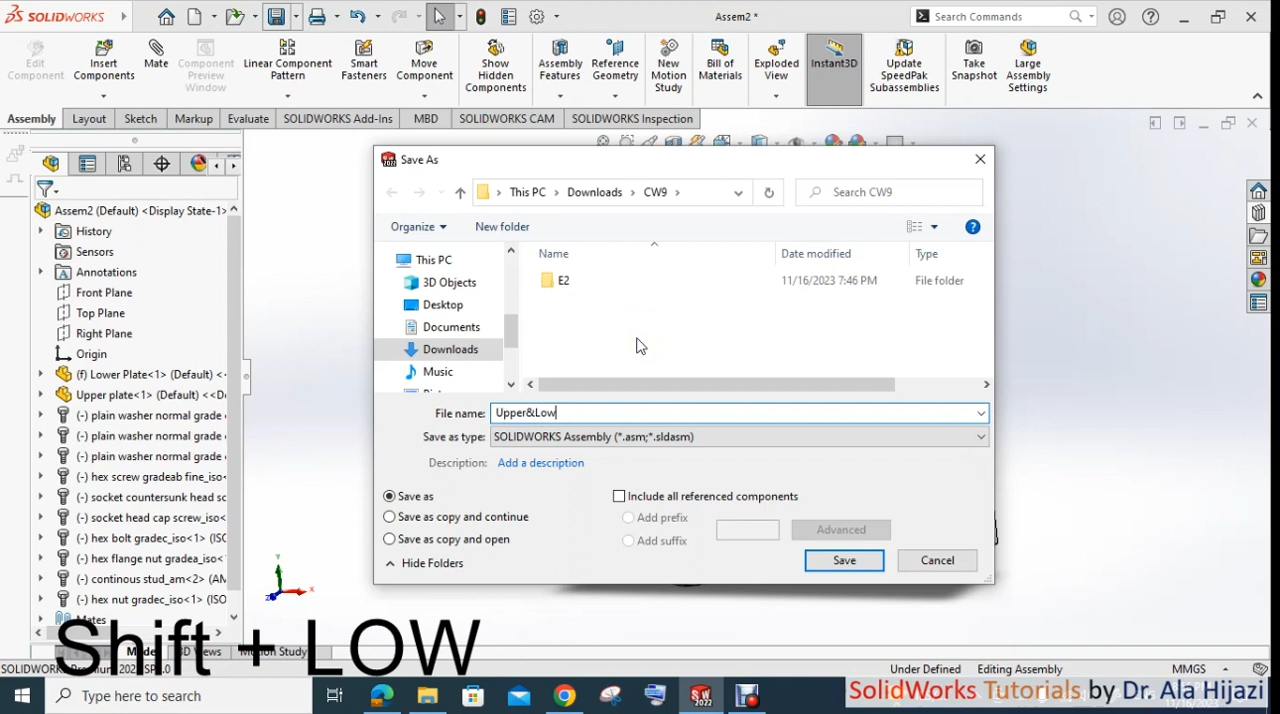 SOLIDWORKS
Assem2 *
Search Commands
Edit Component
Insert Components
Mate
Component Preview Window
Linear Component Pattern
Smart Fasteners
Move Component
Show Hidden Components
Assembly Features
Reference Geometry
New Motion Study
Bill of Materials
Exploded View
Instant3D
Update SpeedPak Subassemblies
Take Snapshot
Large Assembly Settings
Assembly Layout Sketch Markup Evaluate SOLIDWORKS Add-Ins MBD SOLIDWORKS CAM SOLIDWORKS Inspection
Assem2 (Default) <Display State-1>
History
Sensors
Annotations
Front Plane
Top Plane
Right Plane
Origin
(f) Lower Plate<1> (Default) <
Upper plate<1> (Default) <<D
(-) plain washer normal grade
(-) plain washer normal grade
(-) plain washer normal grade
(-) hex screw gradeab fine_iso<
(-) socket countersunk head sc
(-) socket head cap screw_iso<
(-) hex bolt gradec_iso<1> (ISO
(-) hex flange nut gradea_iso<
(-) continous stud_am<2> (AM
(-) hex nut gradec_iso<1> (ISO
Mates
Save As
This PC > Downloads > CW9 >
Search CW9
Organize
New folder
This PC
3D Objects
Desktop
Documents
Downloads
Music
Name Date modified Type
E2 11/16/2023 7:46 PM File folder
File name: Upper&Low
Save as type: SOLIDWORKS Assembly (*.asm;*.sldasm)
Description: Add a description
Save as
Save as copy and continue
Save as copy and open
Include all referenced components
Add prefix
Add suffix
Advanced
Hide Folders
Save
Cancel
Y
X
Z
Shift + LOW
3D Views
Motion Study
Under Defined Editing Assembly MMGS
Type here to search
SW 2022
SolidWorks Tutorials by Dr. Ala Hijazi